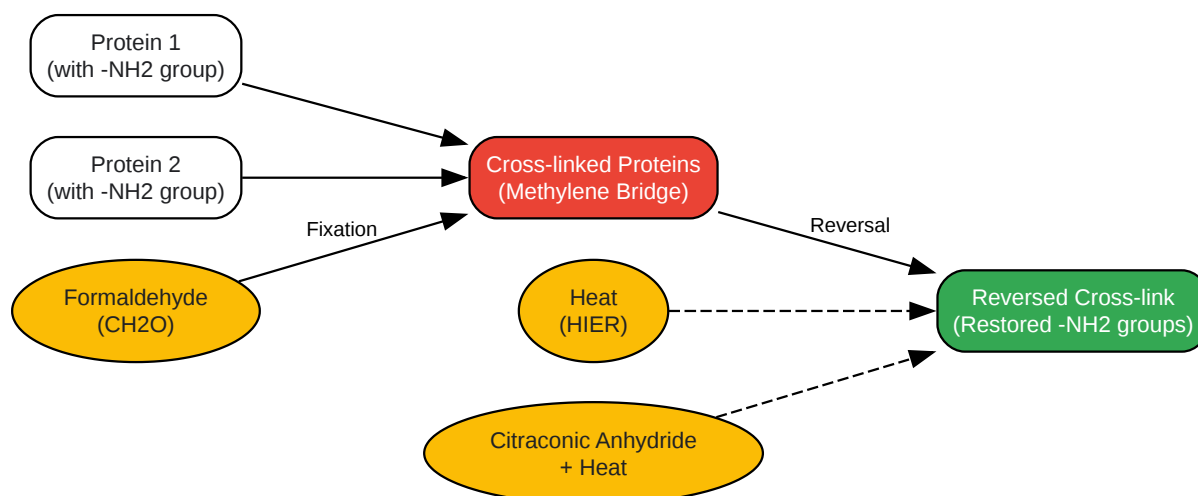 Protein 1
(with -NH2 group)
Protein 2
(with -NH2 group)
Cross-linked Proteins
(Methylene Bridge)
Fixation
Reversal
Formaldehyde
(CH2O)
Heat
(HIER)
Reversed Cross-link
(Restored -NH2 groups)
Citraconic Anhydride
+ Heat